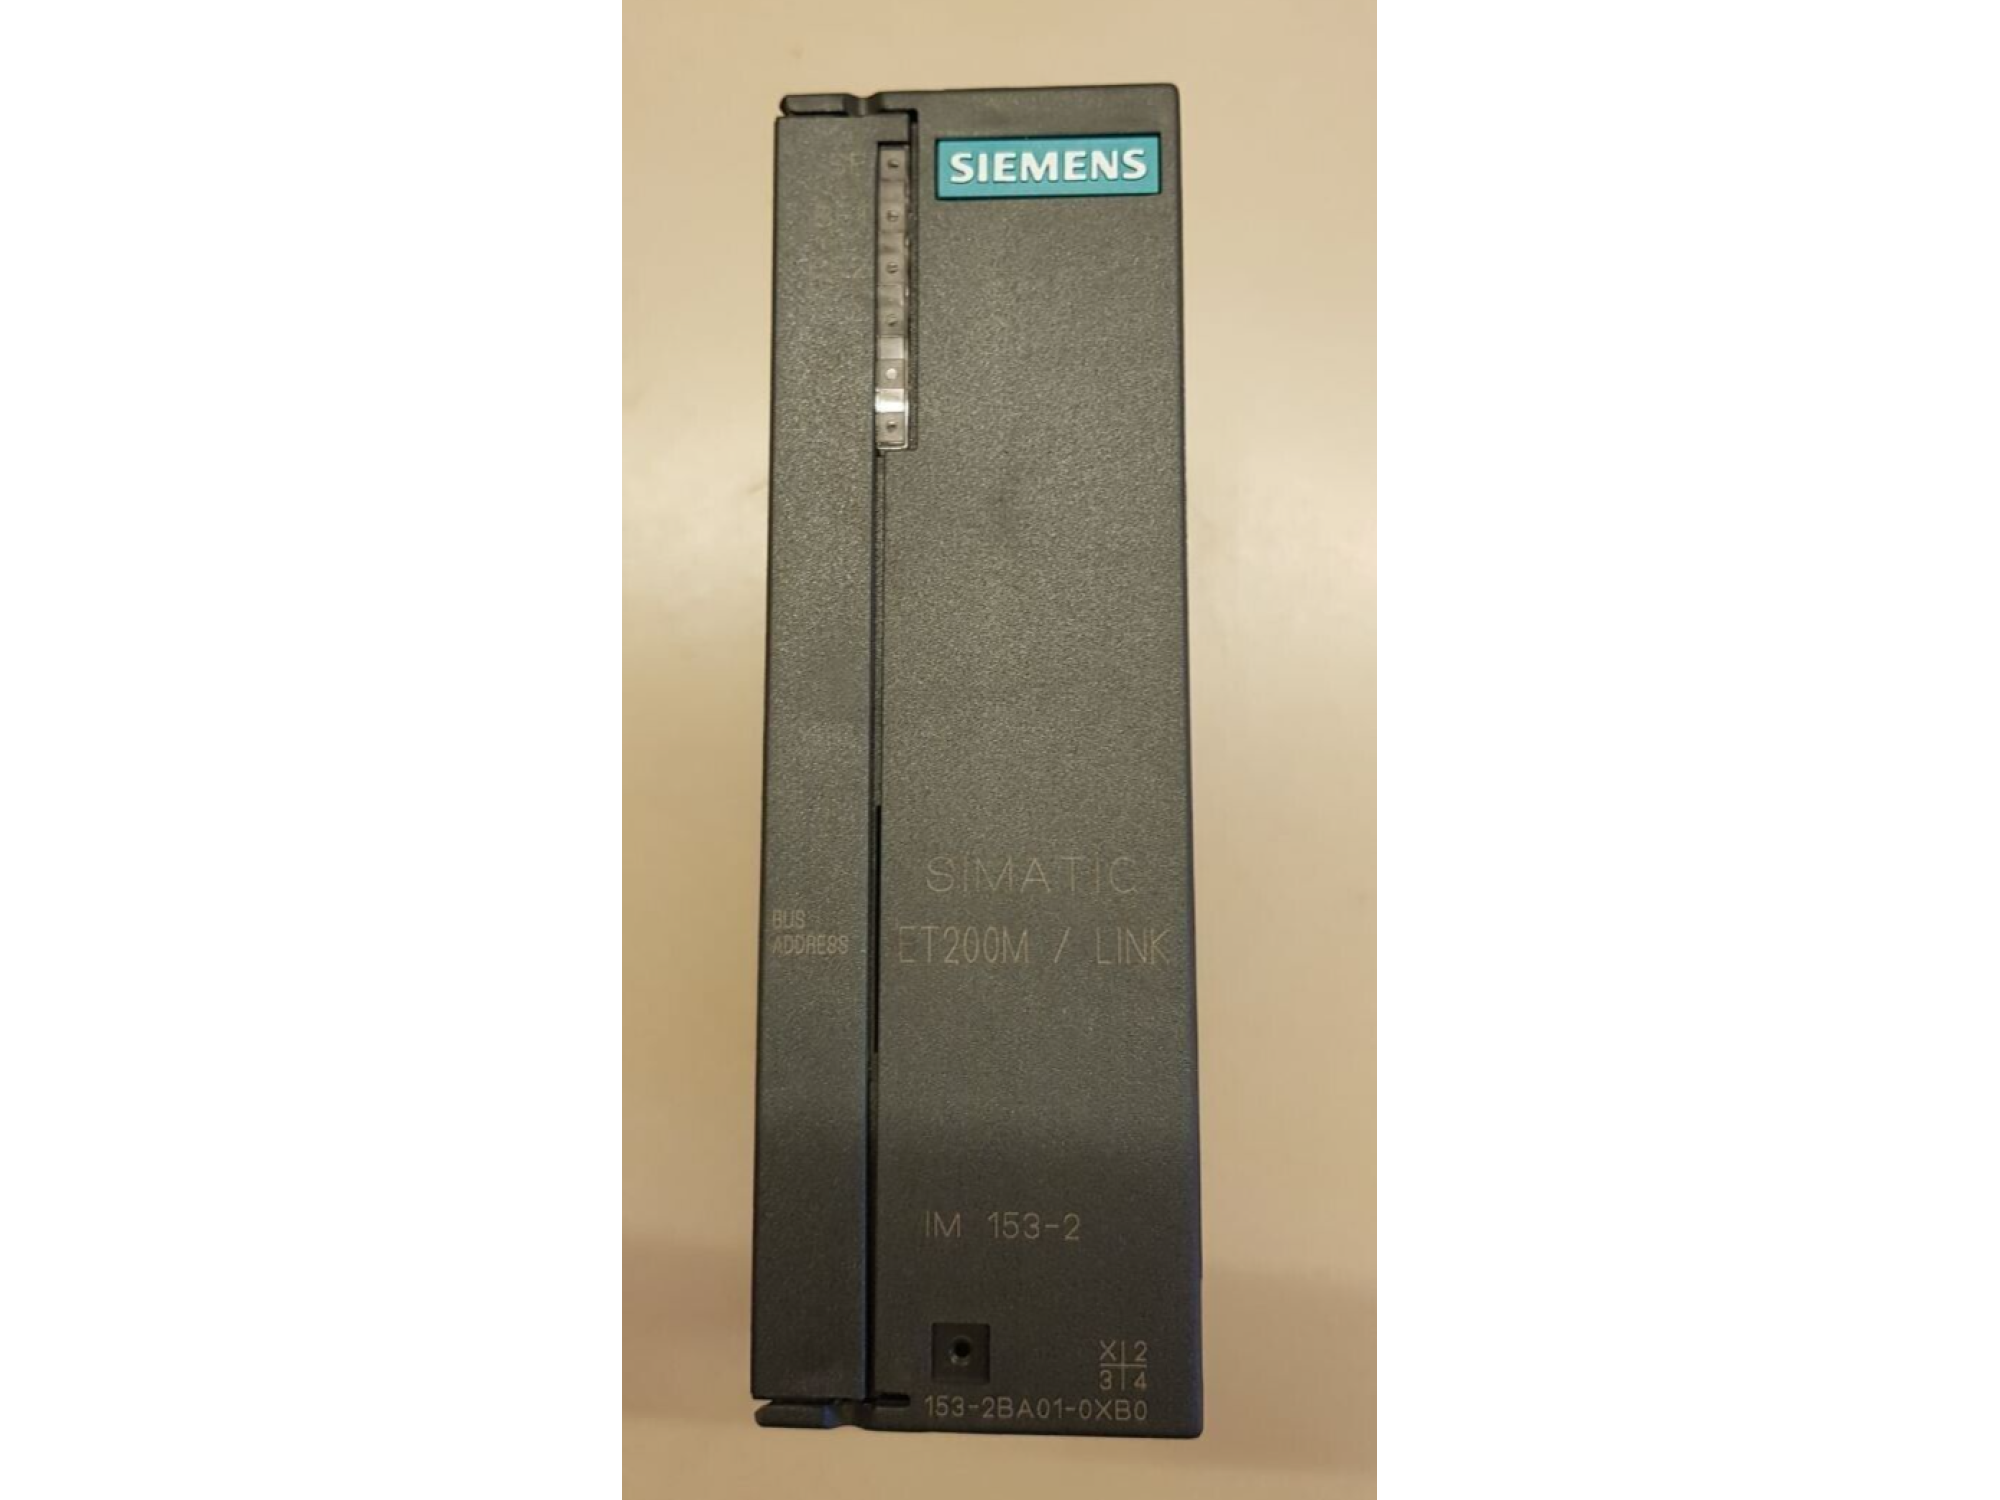 SIEMENS
SIMATIC
BUS
ADDRESS
ET200M / LINK
IM 153-2
X 2
3 4
153-2BA01-0XB0